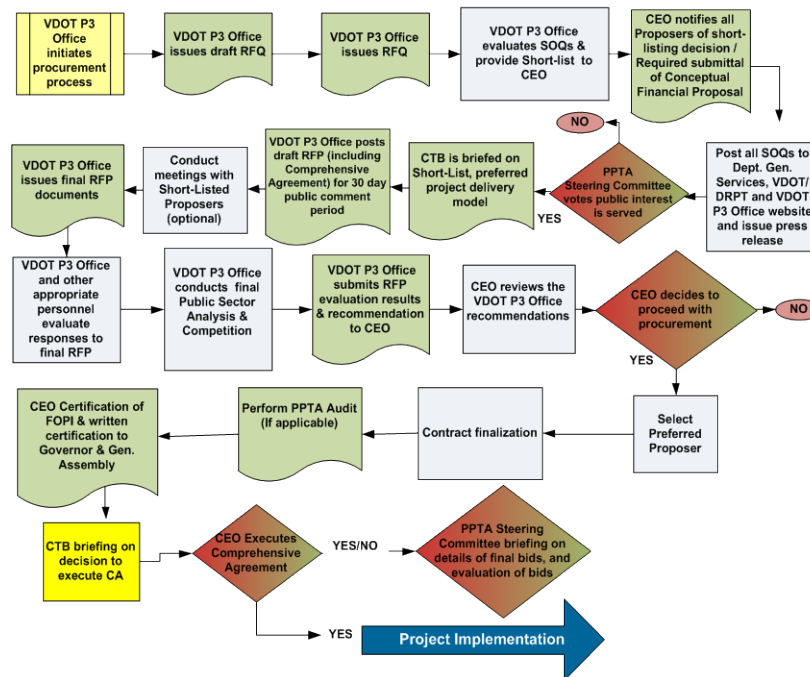 VDOT P3
Office
initiates
procurement
process
VDOT P3 Office
issues draft RFQ
VDOT P3 Office
issues RFQ
VDOT P3 Office
evaluates SOQs &
provide Short-list to
CEO
CEO notifies all
Proposers of short-
listing decision /
Required submittal
of Conceptual
Financial Proposal
Post all SOQs to
Dept. Gen.
Services, VDOT/
DRPT and VDOT
P3 Office website
and issue press
release
NO
PPTA
Steering Committee
votes public interest
is served
YES
CTB is briefed on
Short-List, preferred
project delivery
model
VDOT P3 Office posts
draft RFP (including
Comprehensive
Agreement) for 30 day
public comment
period
Conduct
meetings with
Short-Listed
Proposers
(optional)
VDOT P3 Office
issues final RFP
documents
VDOT P3 Office
and other
appropriate
personnel
evaluate
responses to
final RFP
VDOT P3 Office
conducts final
Public Sector
Analysis &
Competition
VDOT P3 Office
submits RFP
evaluation results
& recommendation
to CEO
CEO reviews the
VDOT P3 Office
recommendations
CEO decides to
proceed with
procurement
NO
YES
Select
Preferred
Proposer
Contract finalization
Perform PPTA Audit
(If applicable)
CEO Certification of
FOPI & written
certification to
Governor & Gen.
Assembly
CTB briefing on
decision to
execute CA
CEO Executes
Comprehensive
Agreement
YES/NO
PPTA Steering
Committee briefing on
details of final bids, and
evaluation of bids
YES
Project Implementation